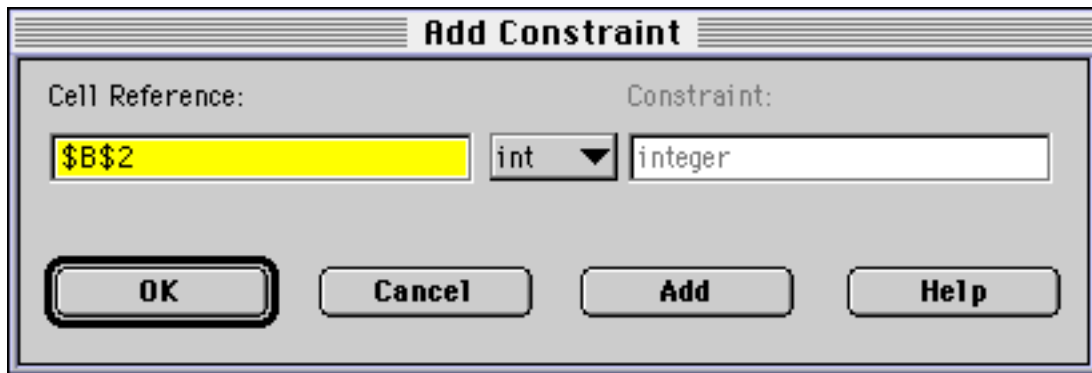 Add Constraint
Cell Reference: Constraint:
$B$2 int integer
OK Cancel Add Help